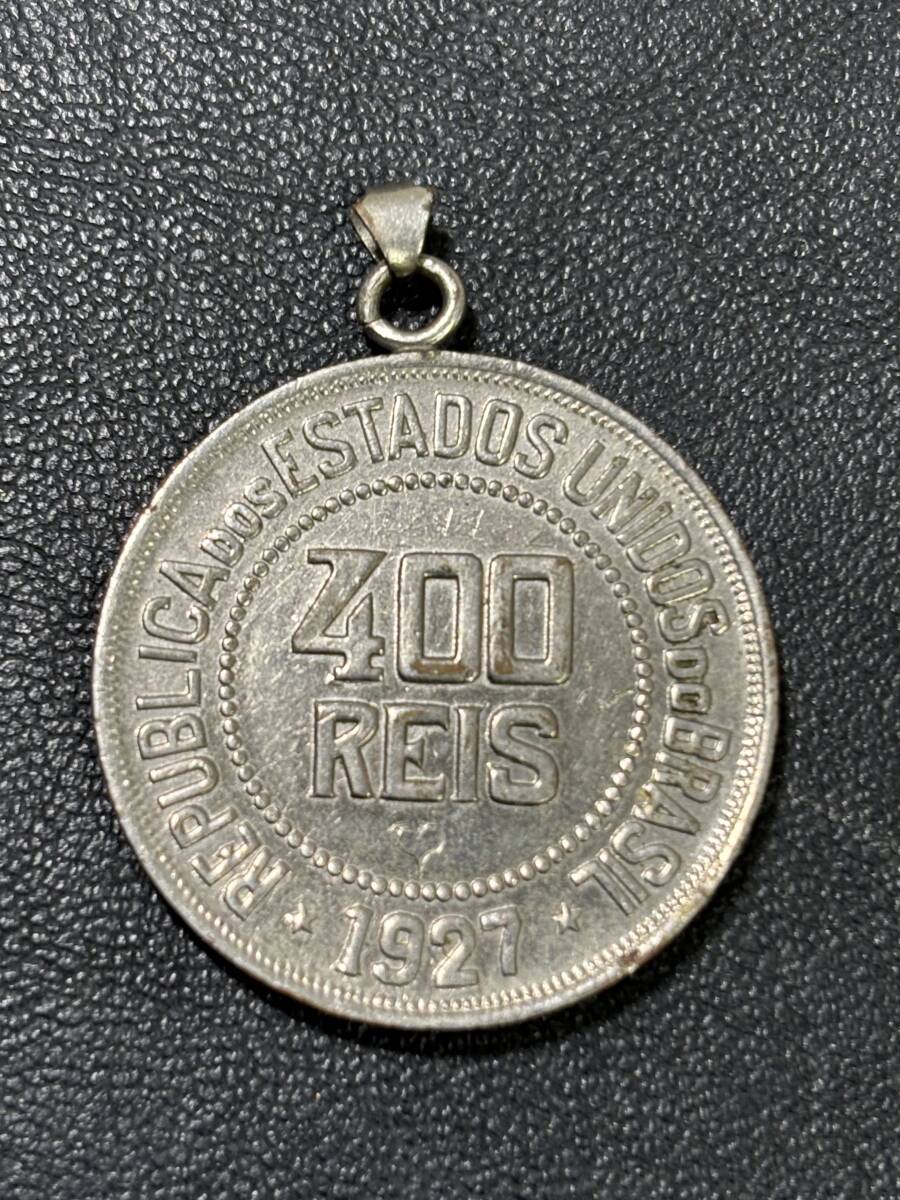 REPUBLICA DOS ESTADOS UNIDOS DO BRASIL
400
REIS
★ 1927 ★